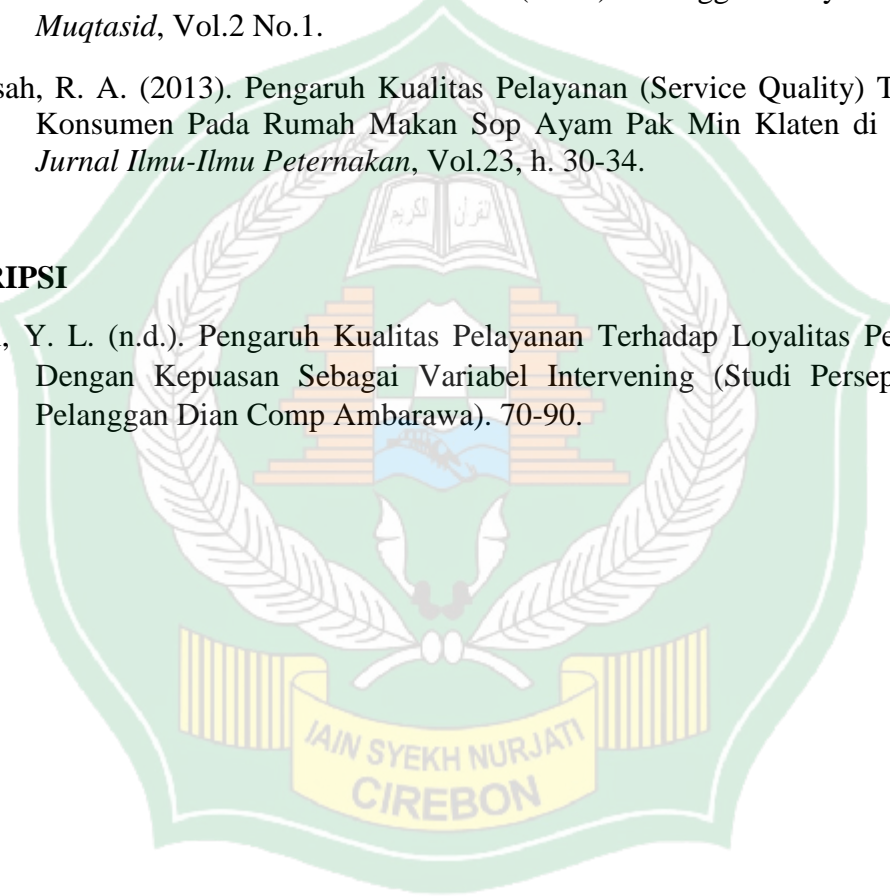 Muqtasid, Vol.2 No.1.
sah, R. A. (2013). Pengaruh Kualitas Pelayanan (Service Quality) T
Konsumen Pada Rumah Makan Sop Ayam Pak Min Klaten di
Jurnal Ilmu-Ilmu Peternakan, Vol.23, h. 30-34.
القرآن الكريم
RIPSI
, Y. L. (n.d.). Pengaruh Kualitas Pelayanan Terhadap Loyalitas Pe
Dengan Kepuasan Sebagai Variabel Intervening (Studi Persep
Pelanggan Dian Comp Ambarawa). 70-90.
IAIN SYEKH NURJATI
CIREBON